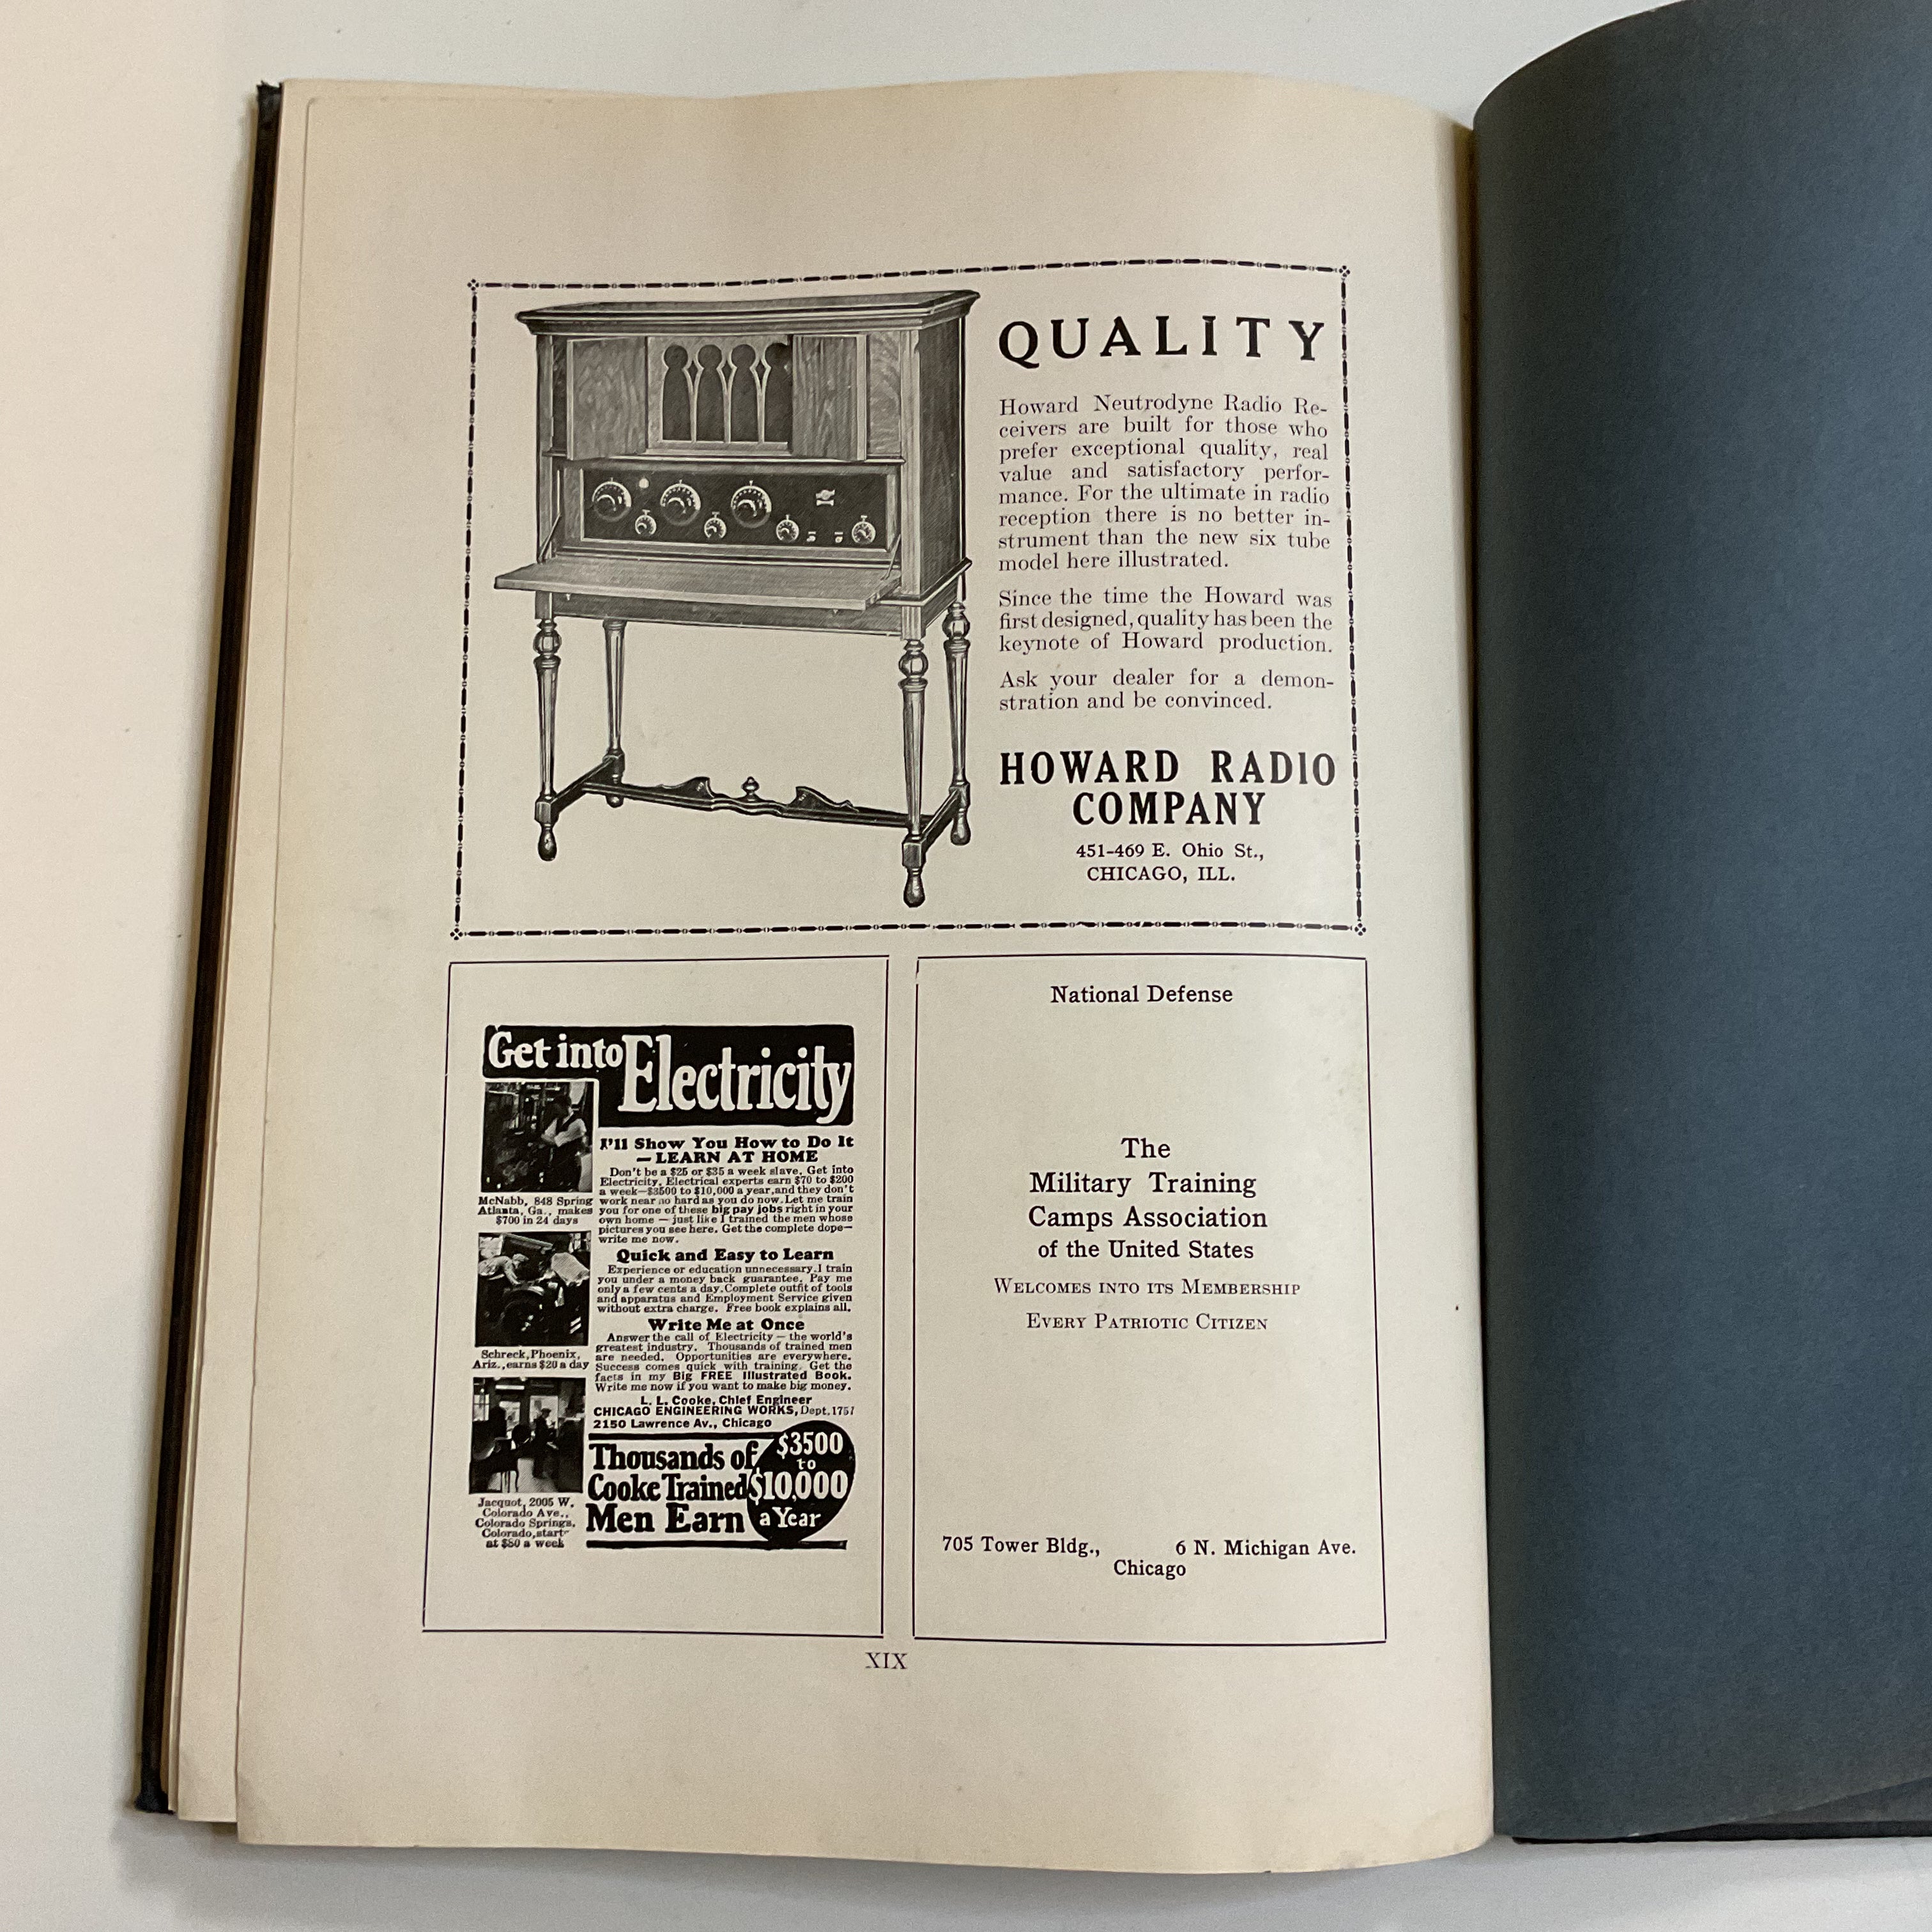 QUALITY
Howard Neutrodyne Radio Re-
ceivers are built for those who
prefer exceptional quality, real
value and satisfactory perfor-
mance. For the ultimate in radio
reception there is no better in-
strument than the new six tube
model here illustrated.
Since the time the Howard was
first designed, quality has been the
keynote of Howard production.
Ask your dealer for a demon-
stration and be convinced.
HOWARD RADIO
COMPANY
451-469 E. Ohio St.,
CHICAGO, ILL.
Get into Electricity
McNabb, 848 Spring
Atlanta, Ga., makes
$700 in 24 days
Schreck, Phoenix,
Ariz., earns $20 a day
Jacquot, 2005 W.
Colorado Ave.,
Colorado Springs,
Colorado, start-
at $80 a week
I'll Show You How to Do It
— LEARN AT HOME
Don't be a $25 or $35 a week slave. Get into
Electricity. Electrical experts earn $70 to $200
a week—$3500 to $10,000 a year, and they don't
work near so hard as you do now. Let me train
you for one of these big pay jobs right in your
own home — just like I trained the men whose
pictures you see here. Get the complete dope—
write me now.
Quick and Easy to Learn
Experience or education unnecessary. I train
you under a money back guarantee. Pay me
only a few cents a day. Complete outfit of tools
and apparatus and Employment Service given
without extra charge. Free book explains all.
Write Me at Once
Answer the call of Electricity — the world's
greatest industry. Thousands of trained men
are needed. Opportunities are everywhere.
Success comes quick with training. Get the
facts in my Big FREE Illustrated Book.
Write me now if you want to make big money.
L. L. Cooke, Chief Engineer
CHICAGO ENGINEERING WORKS, Dept. 1757
2150 Lawrence Av., Chicago
Thousands of
Cooke Trained
Men Earn
$3500
to
$10,000
a Year
National Defense
The
Military Training
Camps Association
of the United States
WELCOMES INTO ITS MEMBERSHIP
EVERY PATRIOTIC CITIZEN
705 Tower Bldg., 6 N. Michigan Ave.
Chicago
XIX